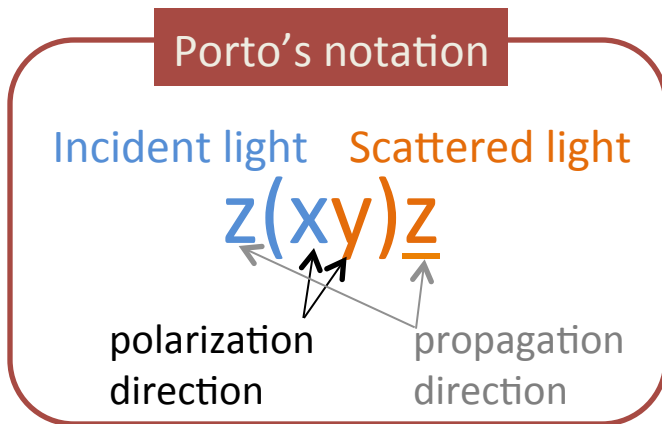 Porto's notation
Incident light Scattered light
z(xy)z
polarization propagation
direction direction